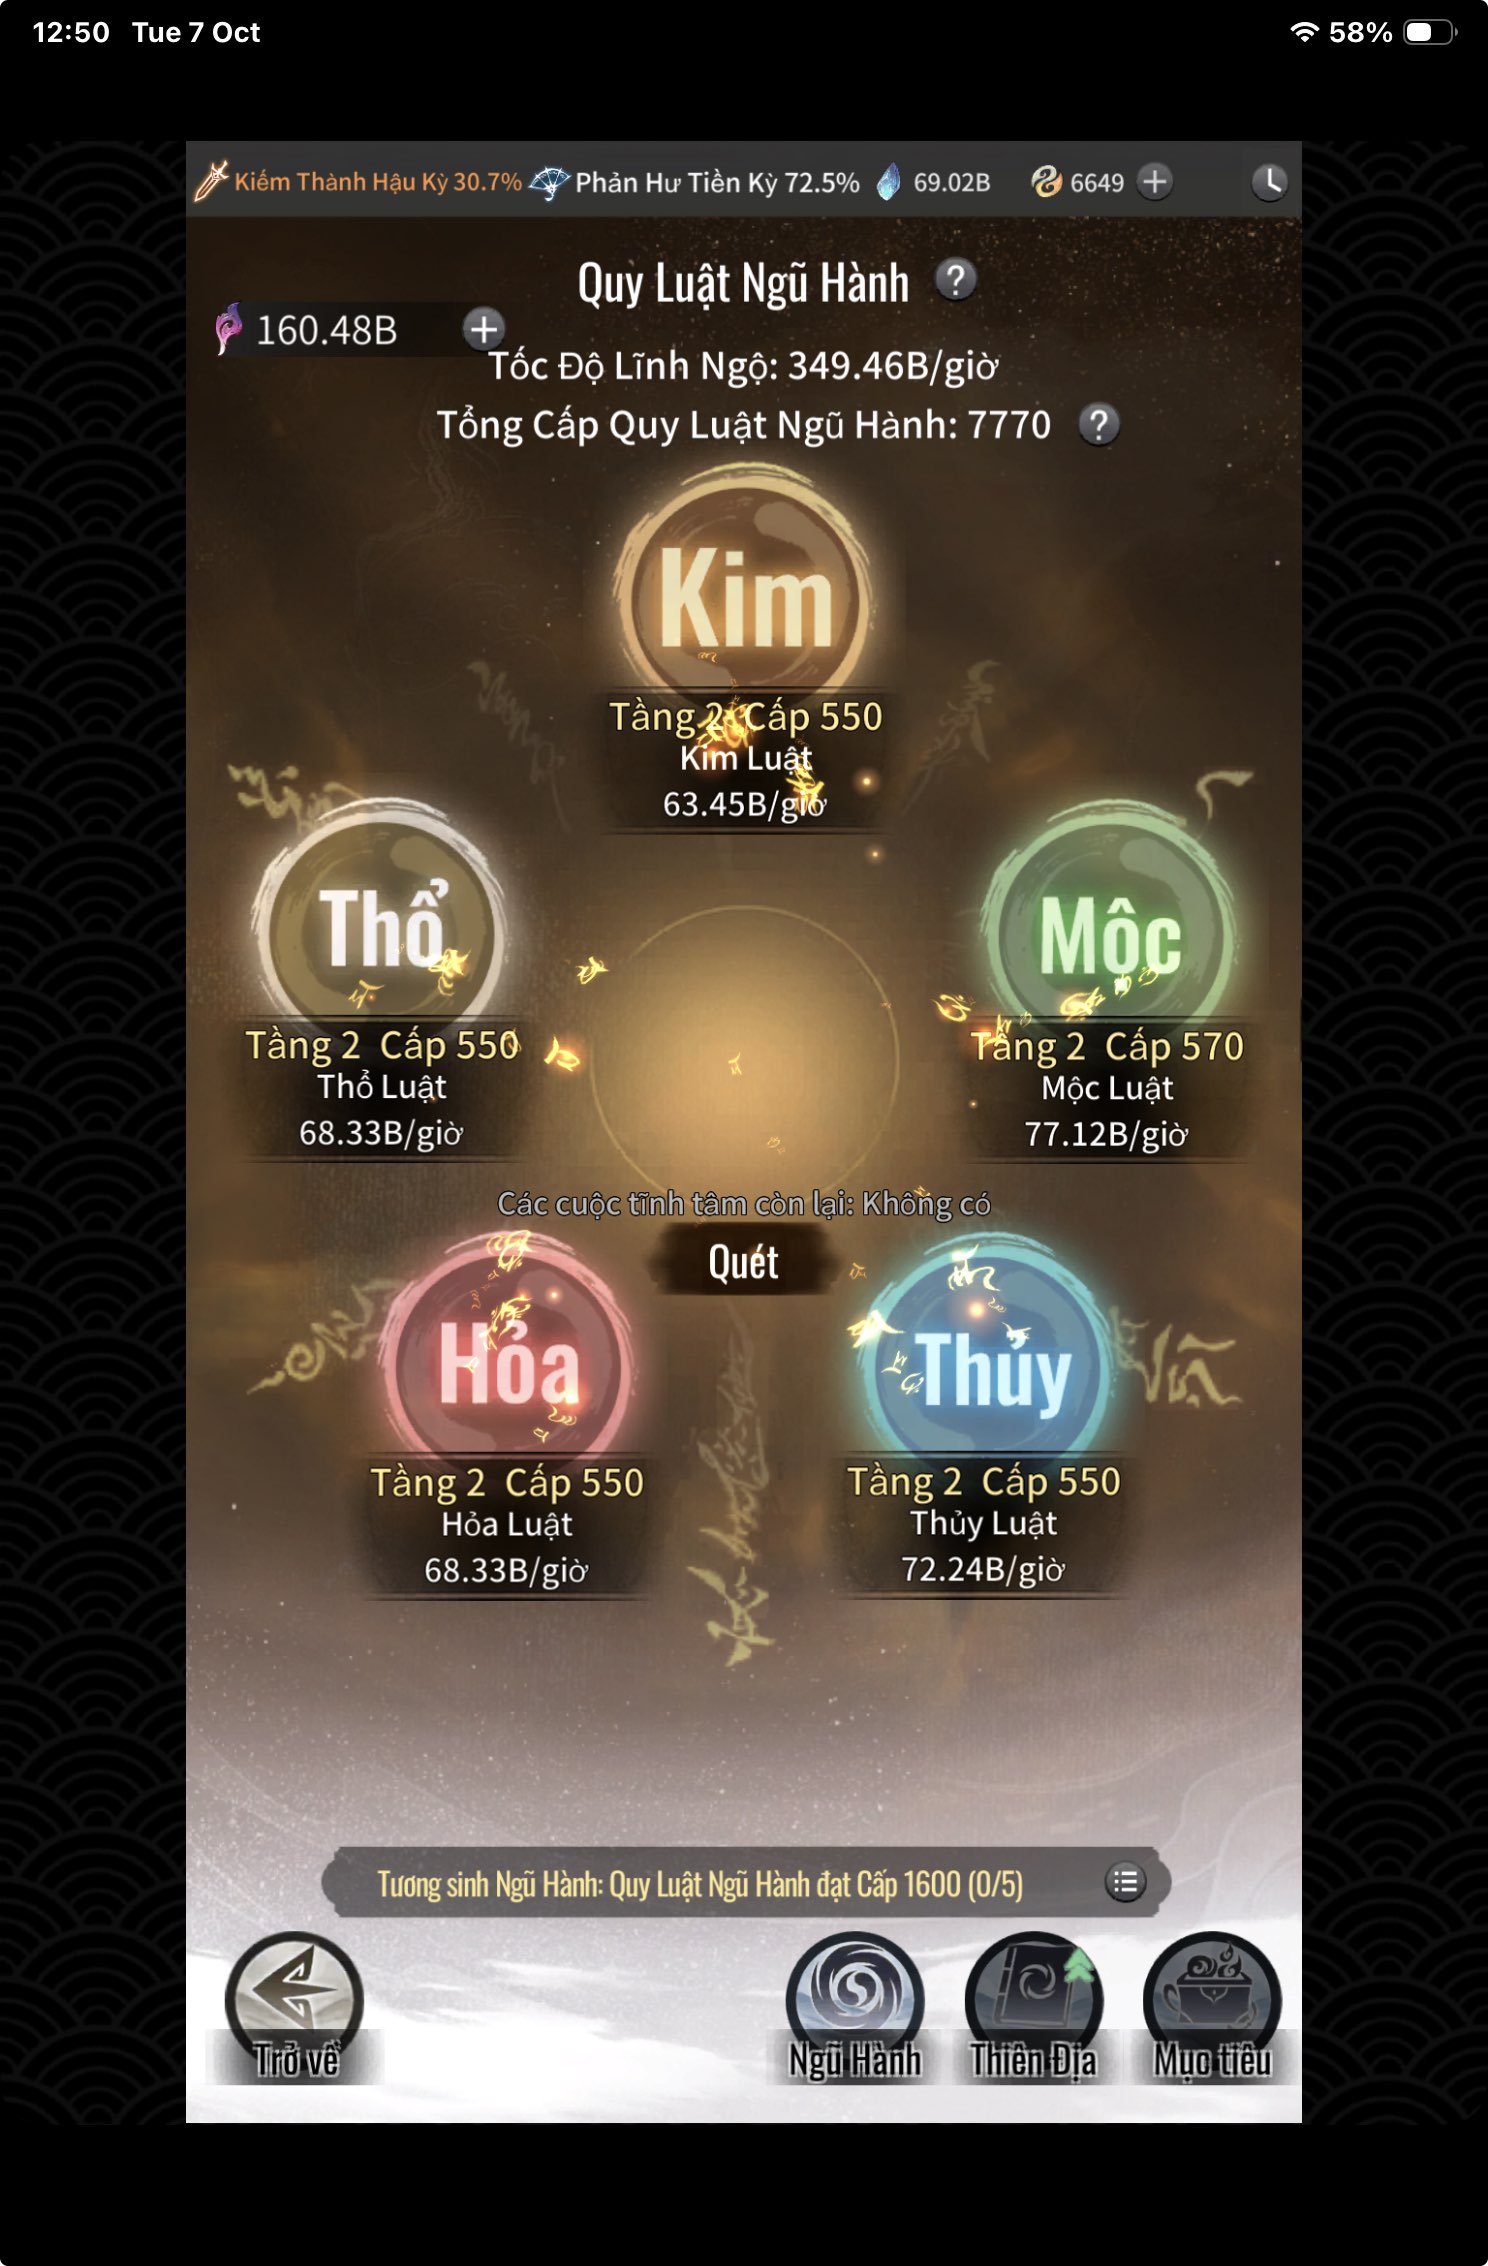 12:50 Tue 7 Oct 58%
Kiếm Thành Hậu Kỳ 30.7% Phản Hư Tiền Kỳ 72.5% 69.02B 6649
Quy Luật Ngũ Hành ?
160.48B
Tốc Độ Lĩnh Ngộ: 349.46B/giờ
Tổng Cấp Quy Luật Ngũ Hành: 7770 ?
Kim
Tầng 2 Cấp 550
Kim Luật
63.45B/giờ
Thổ
Tầng 2 Cấp 550
Thổ Luật
68.33B/giờ
Mộc
Tầng 2 Cấp 570
Mộc Luật
77.12B/giờ
Các cuộc tĩnh tâm còn lại: Không có
Quét
Hỏa
Tầng 2 Cấp 550
Hỏa Luật
68.33B/giờ
Thủy
Tầng 2 Cấp 550
Thủy Luật
72.24B/giờ
Tương sinh Ngũ Hành: Quy Luật Ngũ Hành đạt Cấp 1600 (0/5)
Trở về Ngũ Hành Thiên Địa Mục tiêu